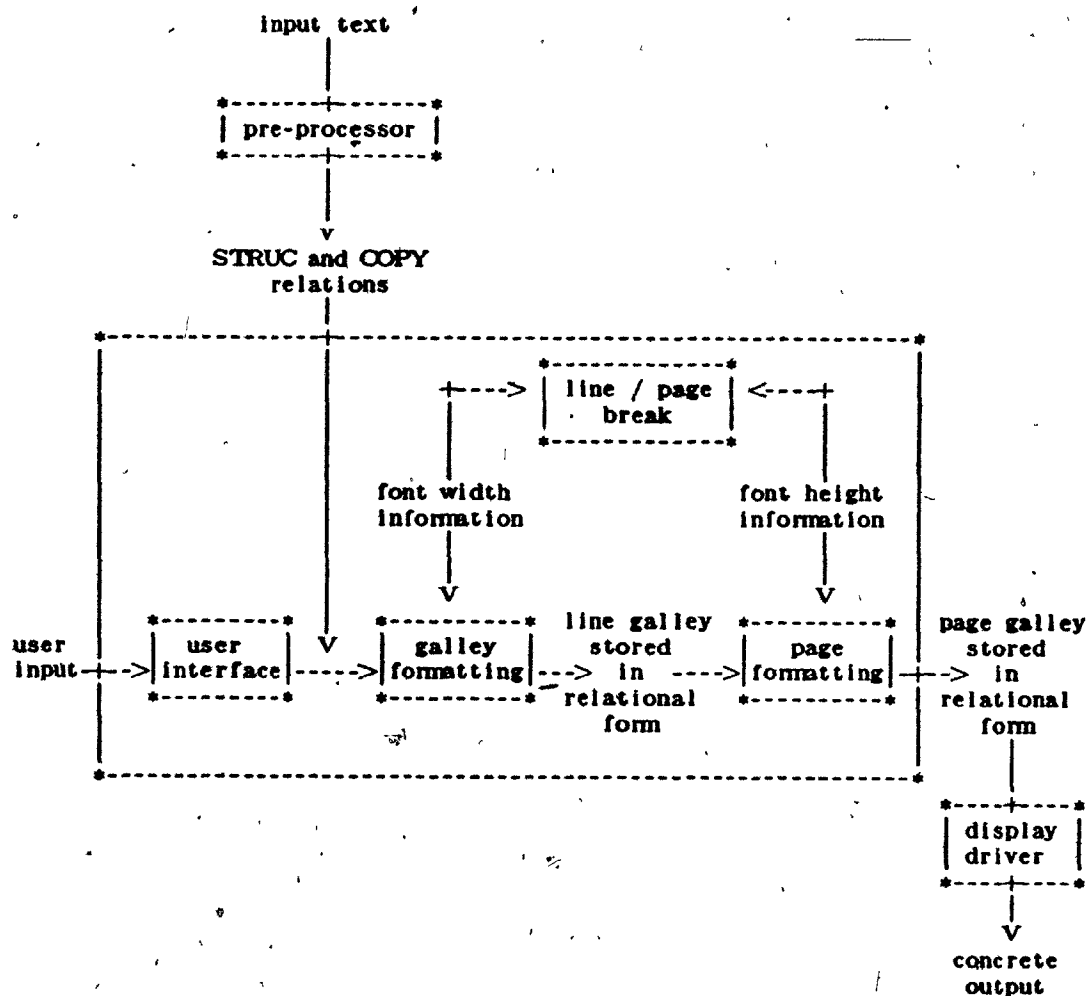 input text
pre-processor
STRUC and COPY
relations
line / page
break
font width
information
font height
information
user
input
user
interface
galley
formatting
line galley
stored
in
relational
form
page
formatting
page galley
stored
in
relational
form
display
driver
concrete
output